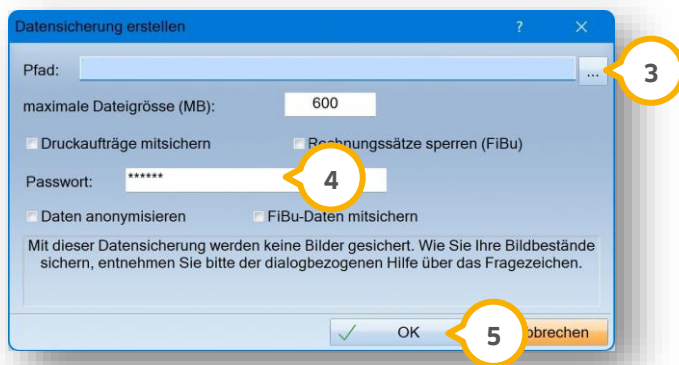 Datensicherung erstellen ? ×
Pfad: ... 3
maximale Dateigrösse (MB): 600
Druckaufträge mitsichern Rechnungssätze sperren (FiBu)
Passwort: ****** 4
Daten anonymisieren FiBu-Daten mitsichern
Mit dieser Datensicherung werden keine Bilder gesichert. Wie Sie Ihre Bildbestände
sichern, entnehmen Sie bitte der dialogbezogenen Hilfe über das Fragezeichen.
OK 5 bbrechen